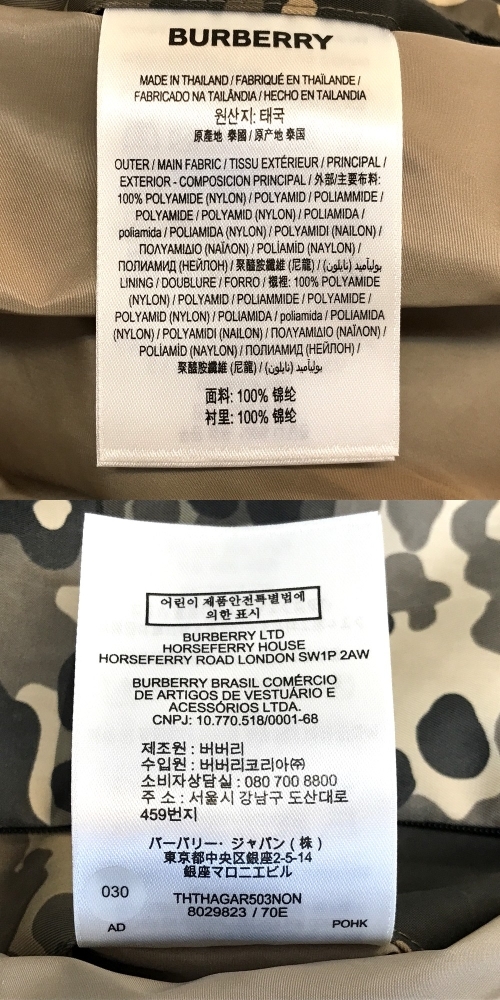 BURBERRY
MADE IN THAILAND / FABRIQUÉ EN THAÏLANDE /
FABRICADO NA TAILÂNDIA / HECHO EN TAILANDIA
원산지: 태국
原產地 泰國 / 原产地 泰国
OUTER / MAIN FABRIC / TISSU EXTÉRIEUR / PRINCIPAL /
EXTERIOR - COMPOSICION PRINCIPAL / 外部/主要布料:
100% POLYAMIDE (NYLON) / POLYAMID / POLIAMMIDE /
POLYAMIDE / POLYAMID (NYLON) / POLIAMIDA /
poliamida / POLIAMIDA (NYLON) / POLYAMIDI (NAILON) /
ΠΟΛΥΑΜΙΔΙΟ (ΝΑΪΛΟΝ) / POLİAMİD (NAYLON) /
ПОЛИАМИД (НЕЙЛОН) / 聚醯胺纖維 (尼龍) / بولياميد (نايلون)
LINING / DOUBLURE / FORRO / 襯裡: 100% POLYAMIDE
(NYLON) / POLYAMID / POLIAMMIDE / POLYAMIDE /
POLYAMID (NYLON) / POLIAMIDA / poliamida / POLIAMIDA
(NYLON) / POLYAMIDI (NAILON) / ΠΟΛΥΑΜΙΔΙΟ (ΝΑΪΛΟΝ) /
POLİAMİD (NAYLON) / ПОЛИАМИД (НЕЙЛОН) /
聚醯胺纖維 (尼龍) / بولياميد (نايلون)
面料: 100% 锦纶
衬里: 100% 锦纶
어린이 제품안전특별법에
의한 표시
BURBERRY LTD
HORSEFERRY HOUSE
HORSEFERRY ROAD LONDON SW1P 2AW
BURBERRY BRASIL COMÉRCIO
DE ARTIGOS DE VESTUÁRIO E
ACESSÓRIOS LTDA.
CNPJ: 10.770.518/0001-68
제조원 : 버버리
수입원 : 버버리코리아㈜
소비자상담실 : 080 700 8800
주 소 : 서울시 강남구 도산대로
459번지
バーバリー・ジャパン ( 株 )
東京都中央区銀座2-5-14
銀座マロニエビル
030
THTHAGAR503NON
8029823 / 70E
AD
POHK